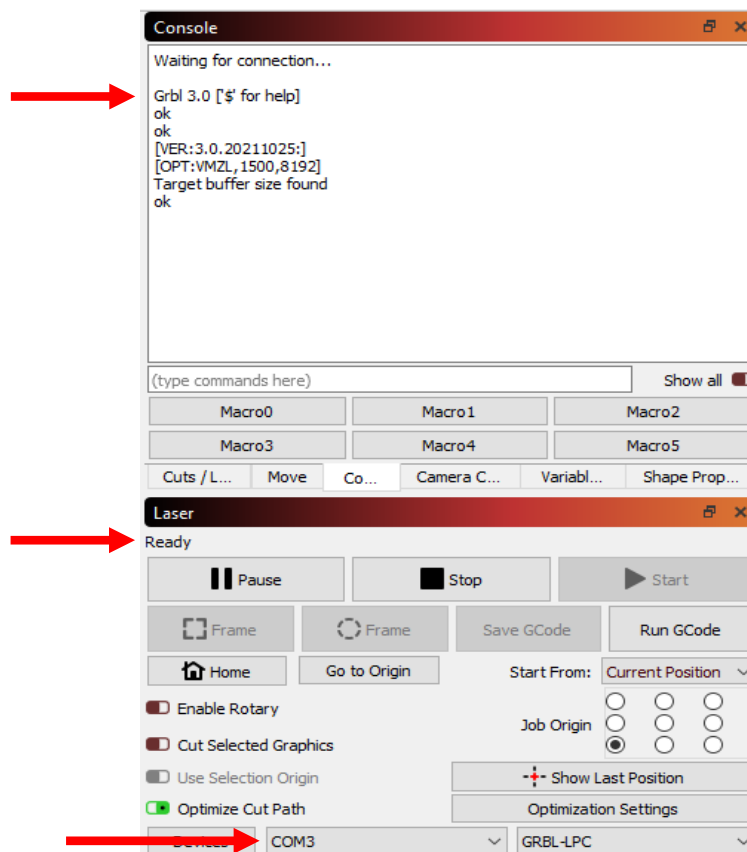 Console
Waiting for connection...
Grbl 3.0 ['$' for help]
ok
ok
[VER:3.0.20211025:]
[OPT:VMZL,1500,8192]
Target buffer size found
ok
(type commands here) Show all
Macro0 Macro1 Macro2
Macro3 Macro4 Macro5
Cuts / L... Move Co... Camera C... Variabl... Shape Prop...
Laser
Ready
Pause Stop Start
Frame Frame Save GCode Run GCode
Home Go to Origin Start From: Current Position
Enable Rotary
Job Origin
Cut Selected Graphics
Use Selection Origin Show Last Position
Optimize Cut Path Optimization Settings
Devices COM3 GRBL-LPC